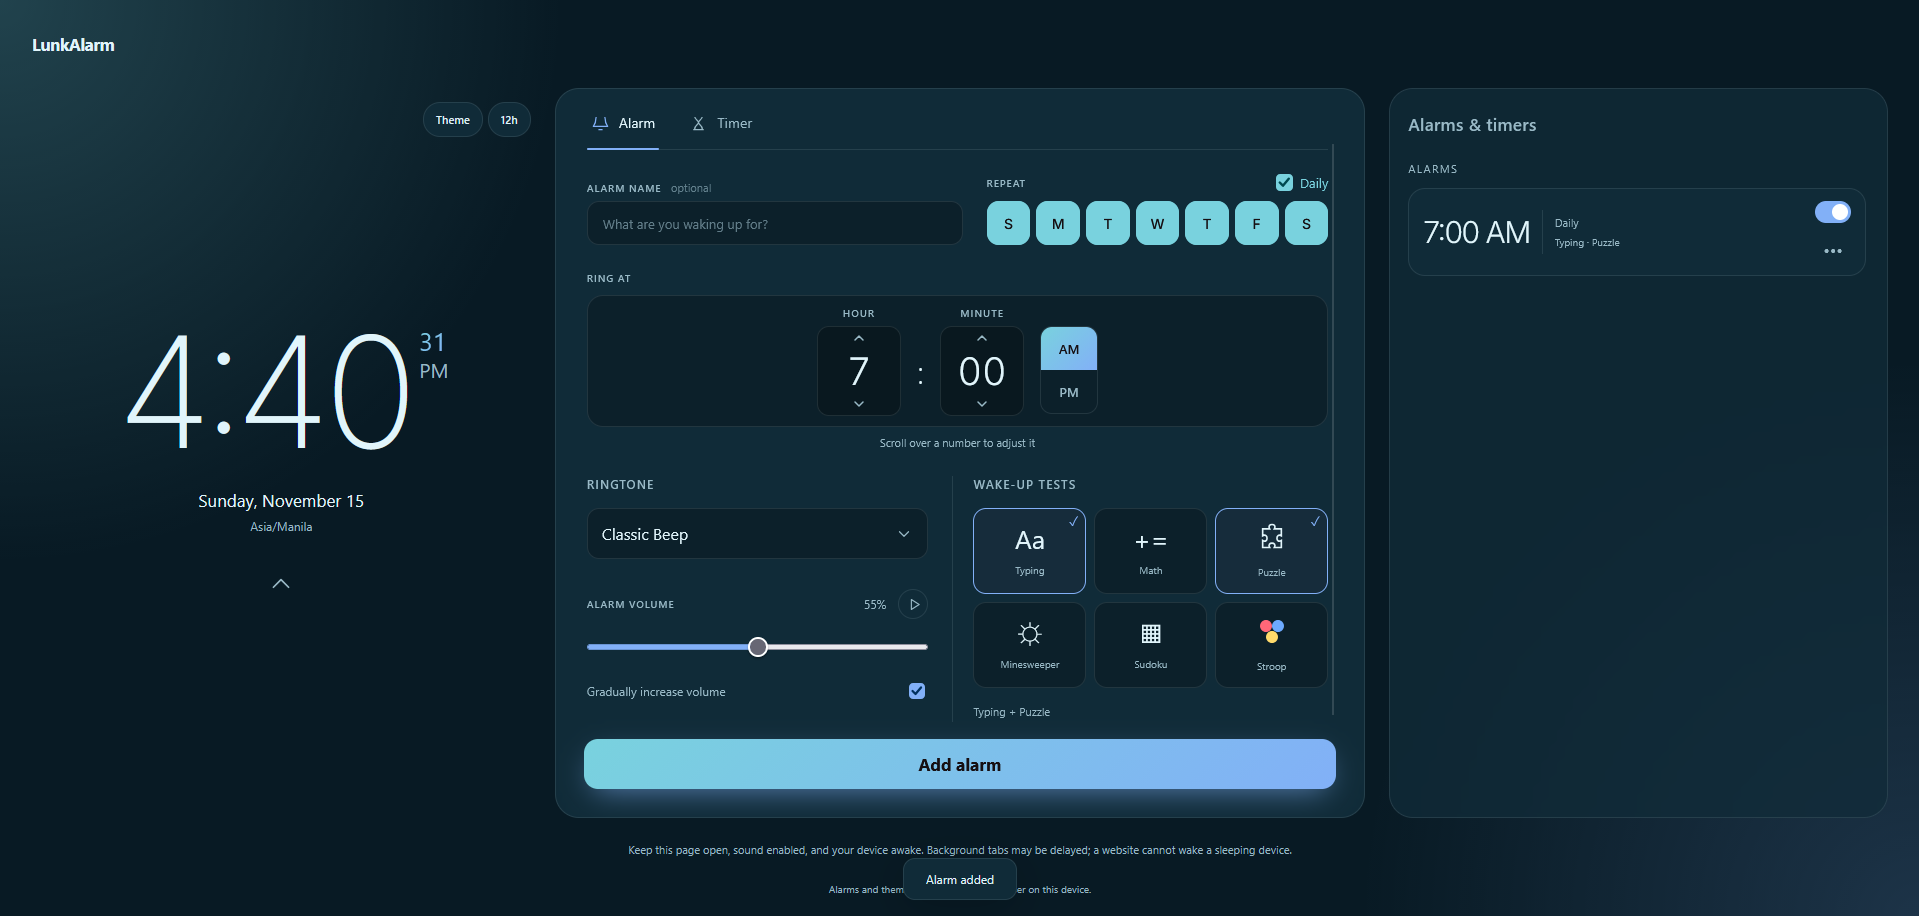 LunkAlarm
Theme
12h
4:40
31
PM
Sunday, November 15
Asia/Manila
Alarm
Timer
ALARM NAME optional
What are you waking up for?
REPEAT
Daily
S M T W T F S
RING AT
HOUR
MINUTE
7 : 00
AM
PM
Scroll over a number to adjust it
RINGTONE
Classic Beep
ALARM VOLUME
55%
Gradually increase volume
WAKE-UP TESTS
Aa
Typing
+ =
Math
Puzzle
Minesweeper
Sudoku
Stroop
Typing + Puzzle
Add alarm
Keep this page open, sound enabled, and your device awake. Background tabs may be delayed; a website cannot wake a sleeping device.
Alarms and them
er on this device.
Alarm added
Alarms & timers
ALARMS
7:00 AM
Daily
Typing · Puzzle